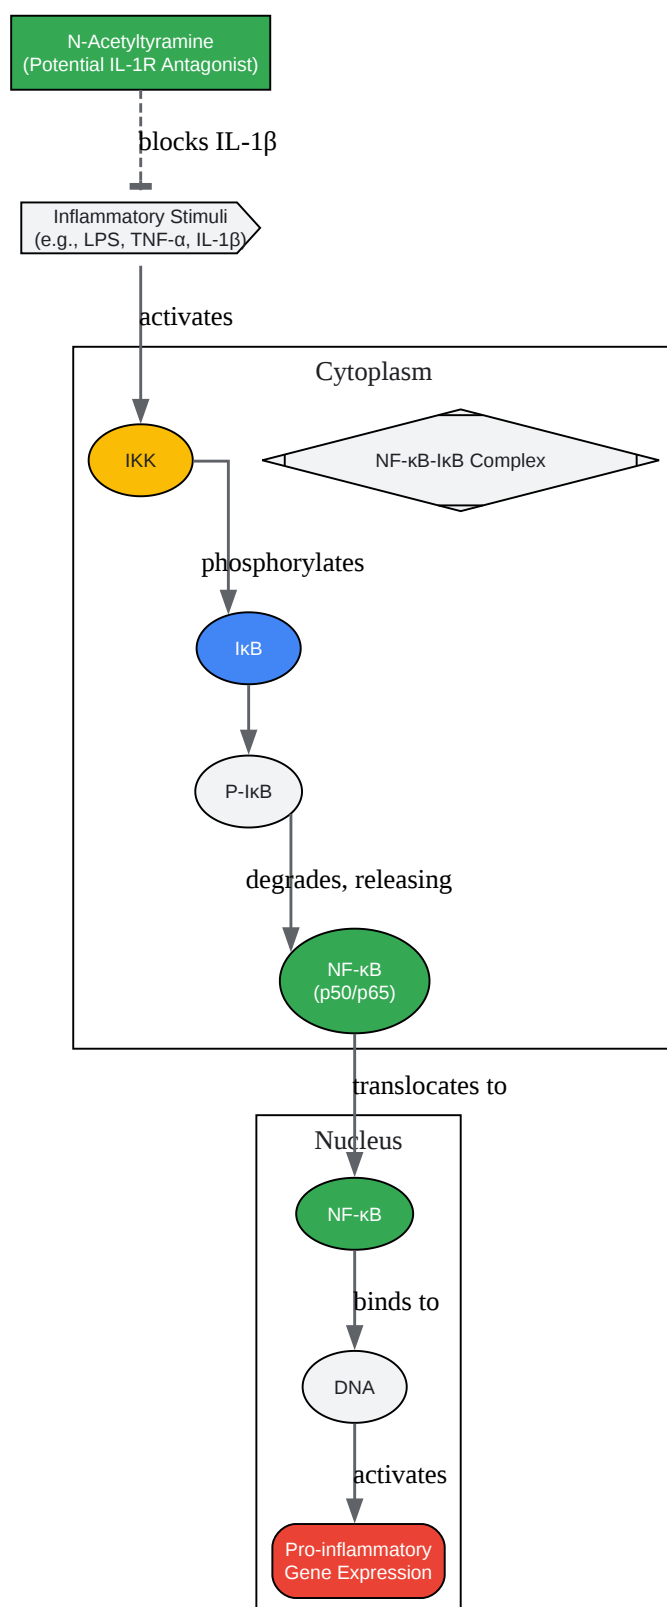 N-Acetyltyramine
(Potential IL-1R Antagonist)
blocks IL-1β
Inflammatory Stimuli
(e.g., LPS, TNF-α, IL-1β)
activates
Cytoplasm
IKK
NF-κB-IκB Complex
phosphorylates
IκB
P-IκB
degrades, releasing
NF-κB
(p50/p65)
translocates to
Nucleus
NF-κB
binds to
DNA
activates
Pro-inflammatory
Gene Expression